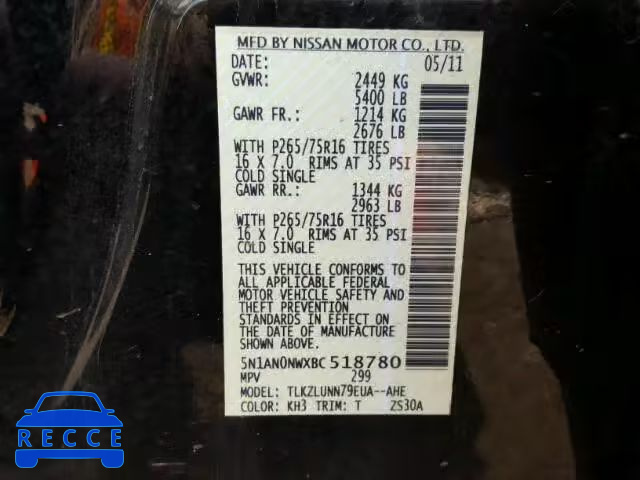 MFD BY NISSAN MOTOR CO., LTD.
DATE: 05/11
GVWR: 2449 KG
5400 LB
GAWR FR.: 1214 KG
2676 LB
WITH P265/75R16 TIRES
16 X 7.0 RIMS AT 35 PSI
COLD SINGLE
GAWR RR.: 1344 KG
2963 LB
WITH P265/75R16 TIRES
16 X 7.0 RIMS AT 35 PSI
COLD SINGLE
THIS VEHICLE CONFORMS TO
ALL APPLICABLE FEDERAL
MOTOR VEHICLE SAFETY AND
THEFT PREVENTION
STANDARDS IN EFFECT ON
THE DATE OF MANUFACTURE
SHOWN ABOVE.
5N1AN0NWXBC 518780
MPV 299
MODEL: TLKZLUNN79EUA--AHE
COLOR: KH3 TRIM: T ZS30A
RECCE